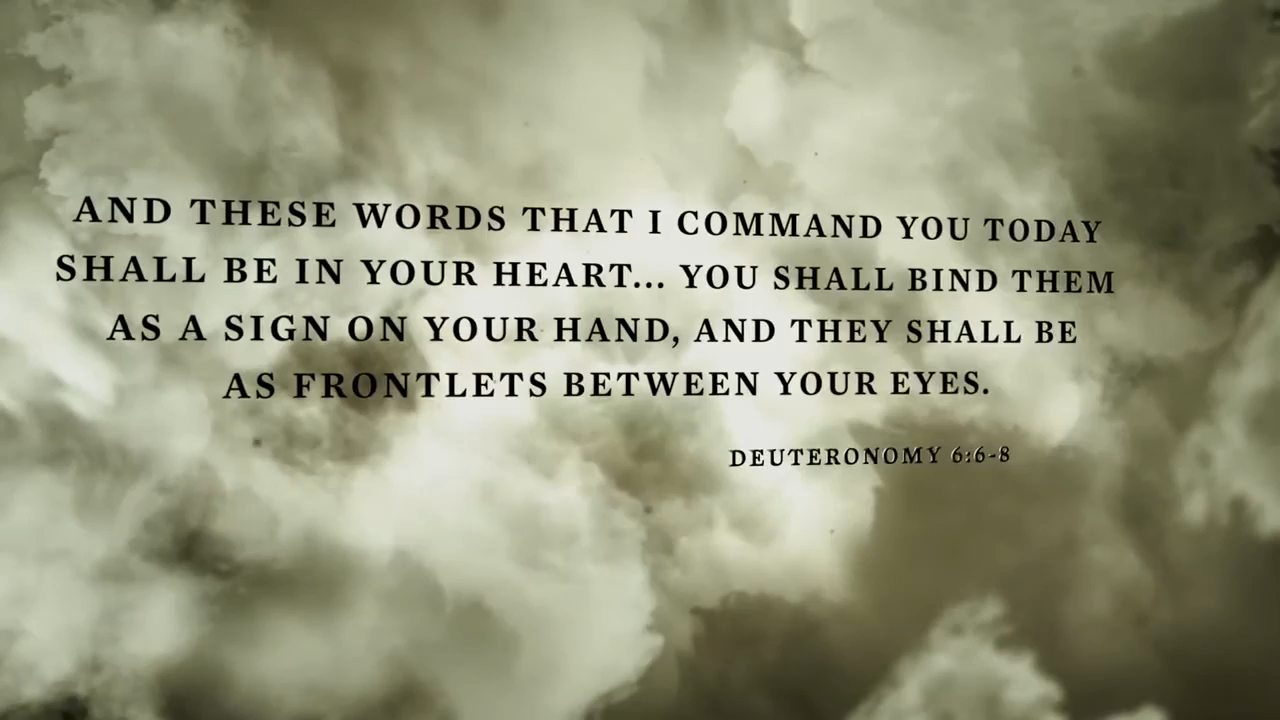 AND THESE WORDS THAT I COMMAND YOU TODAY
SHALL BE IN YOUR HEART... YOU SHALL BIND THEM
AS A SIGN ON YOUR HAND, AND THEY SHALL BE
AS FRONTLETS BETWEEN YOUR EYES.
DEUTERONOMY 6:6-8